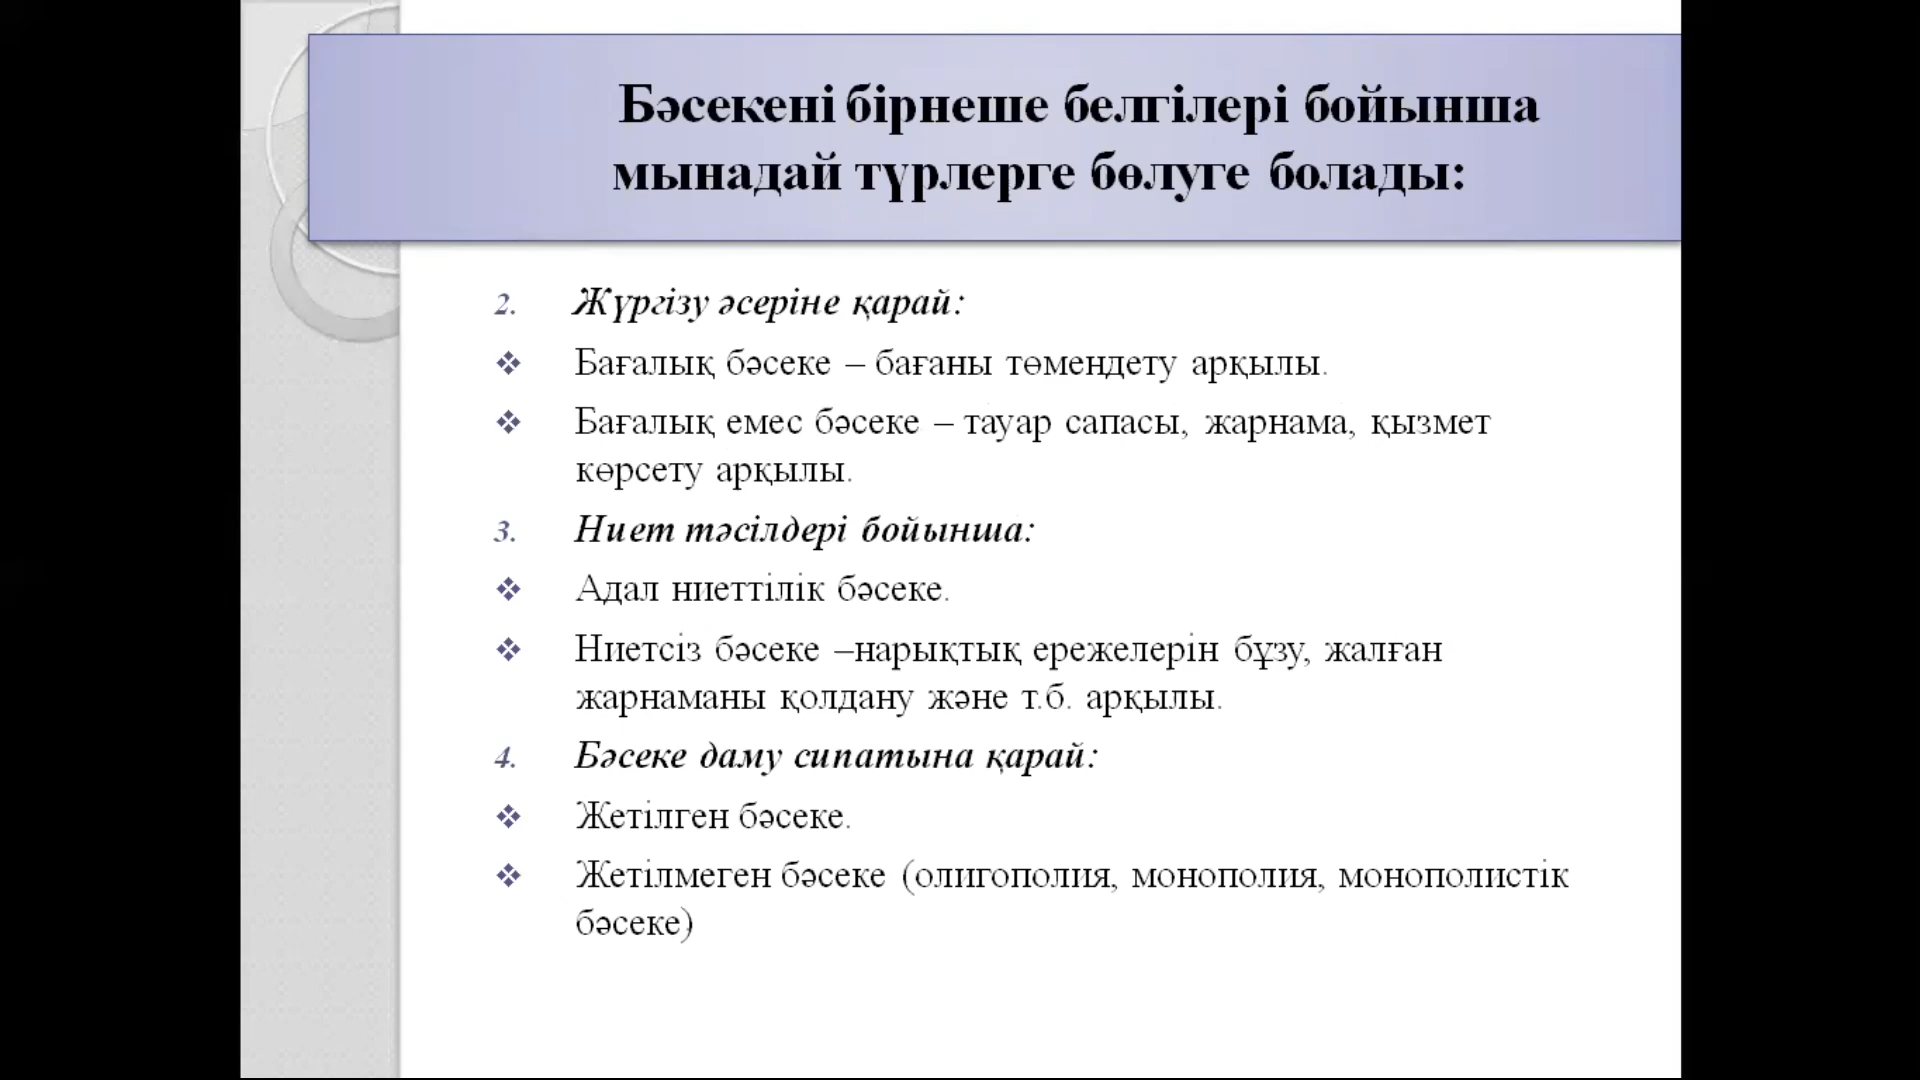 Бәсекені бірнеше белгілері бойынша
мынадай түрлерге бөлуге болады:
2. Жүргізу әсеріне қарай:
❖ Бағалық бәсеке – бағаны төмендету арқылы.
❖ Бағалық емес бәсеке – тауар сапасы, жарнама, қызмет
көрсету арқылы.
3. Ниет тәсілдері бойынша:
❖ Адал ниеттілік бәсеке.
❖ Ниетсіз бәсеке –нарықтық ережелерін бұзу, жалған
жарнаманы қолдану және т.б. арқылы.
4. Бәсеке даму сипатына қарай:
❖ Жетілген бәсеке.
❖ Жетілмеген бәсеке (олигополия, монополия, монополистік
бәсеке)